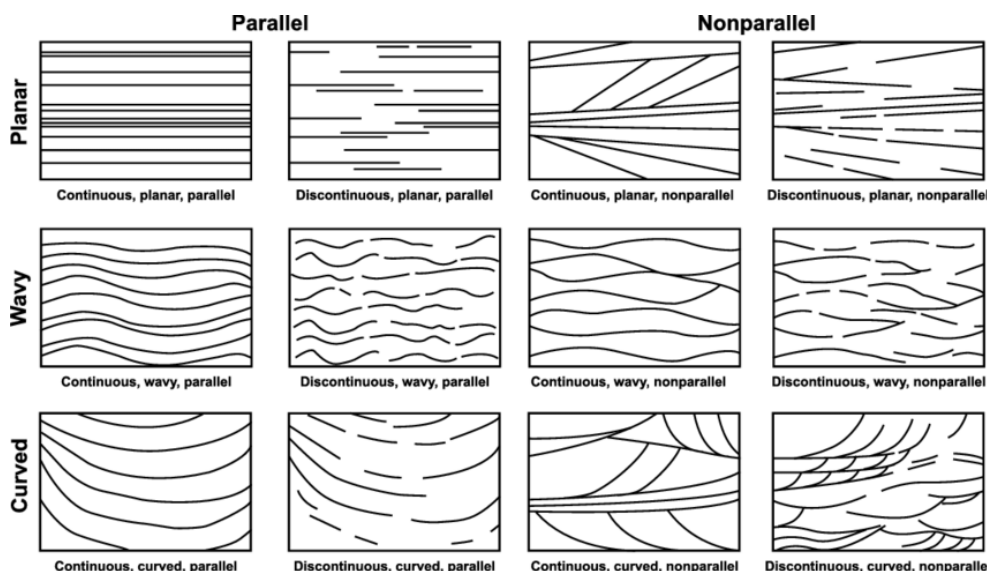 Parallel
Nonparallel
Planar
Continuous, planar, parallel
Discontinuous, planar, parallel
Continuous, planar, nonparallel
Discontinuous, planar, nonparallel
Wavy
Continuous, wavy, parallel
Discontinuous, wavy, parallel
Continuous, wavy, nonparallel
Discontinuous, wavy, nonparallel
Curved
Continuous, curved, parallel
Discontinuous, curved, parallel
Continuous, curved, nonparallel
Discontinuous, curved, nonparallel